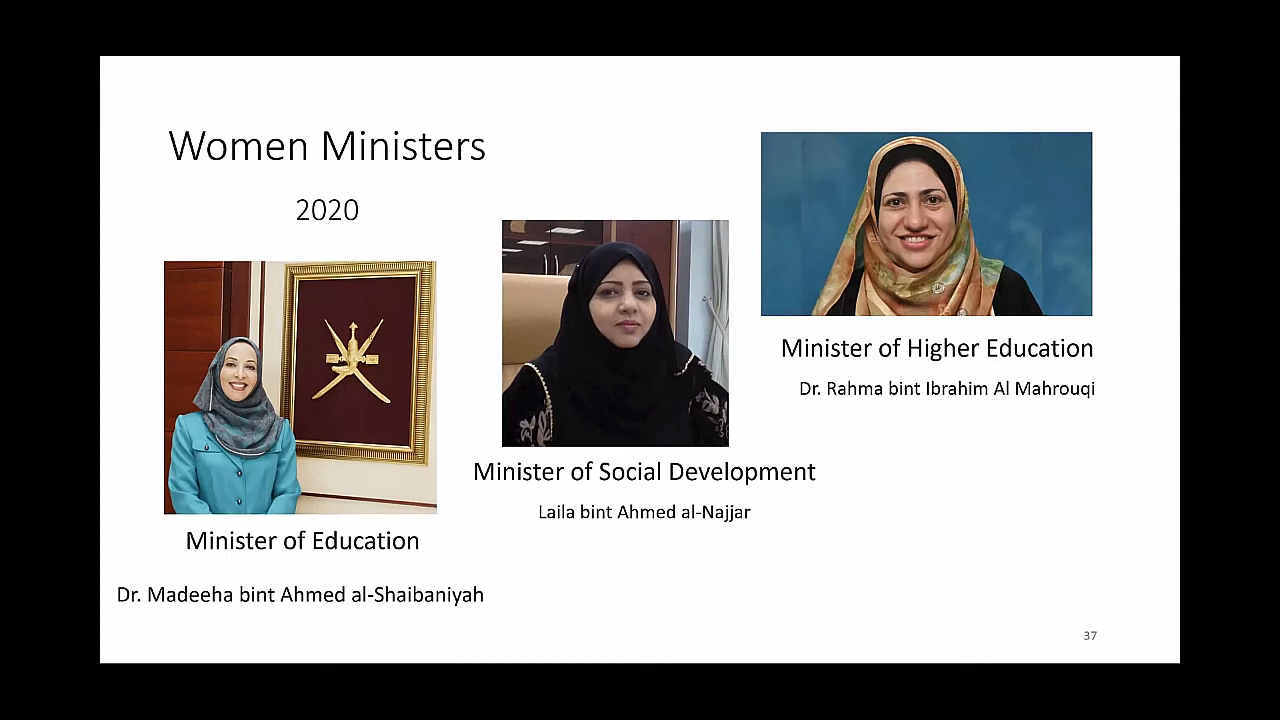 Women Ministers
2020
Minister of Higher Education
Dr. Rahma bint Ibrahim Al Mahrouqi
Minister of Social Development
Laila bint Ahmed al-Najjar
Minister of Education
Dr. Madeeha bint Ahmed al-Shaibaniyah
37